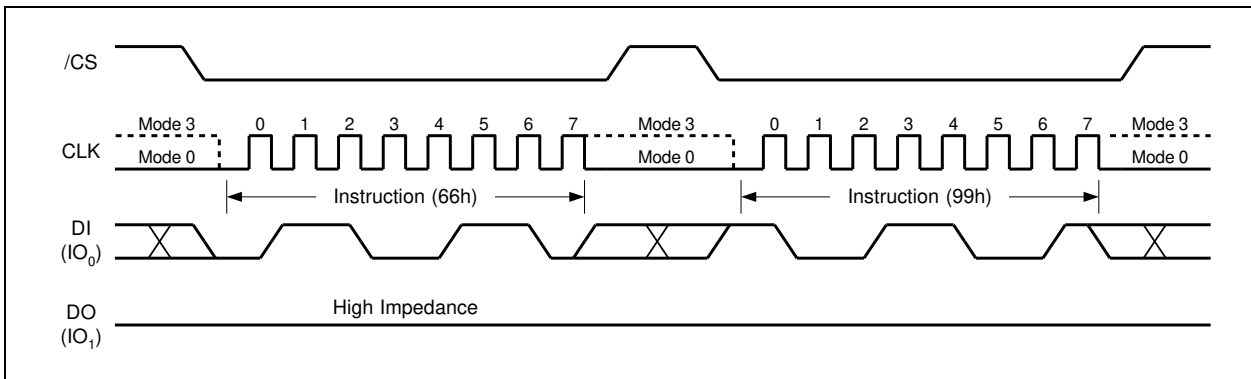 /CS
Mode 3 0 1 2 3 4 5 6 7 Mode 3 0 1 2 3 4 5 6 7 Mode 3
CLK
Mode 0 Mode 0 Mode 0
Instruction (66h) Instruction (99h)
DI
(IO0)
High Impedance
DO
(IO1)